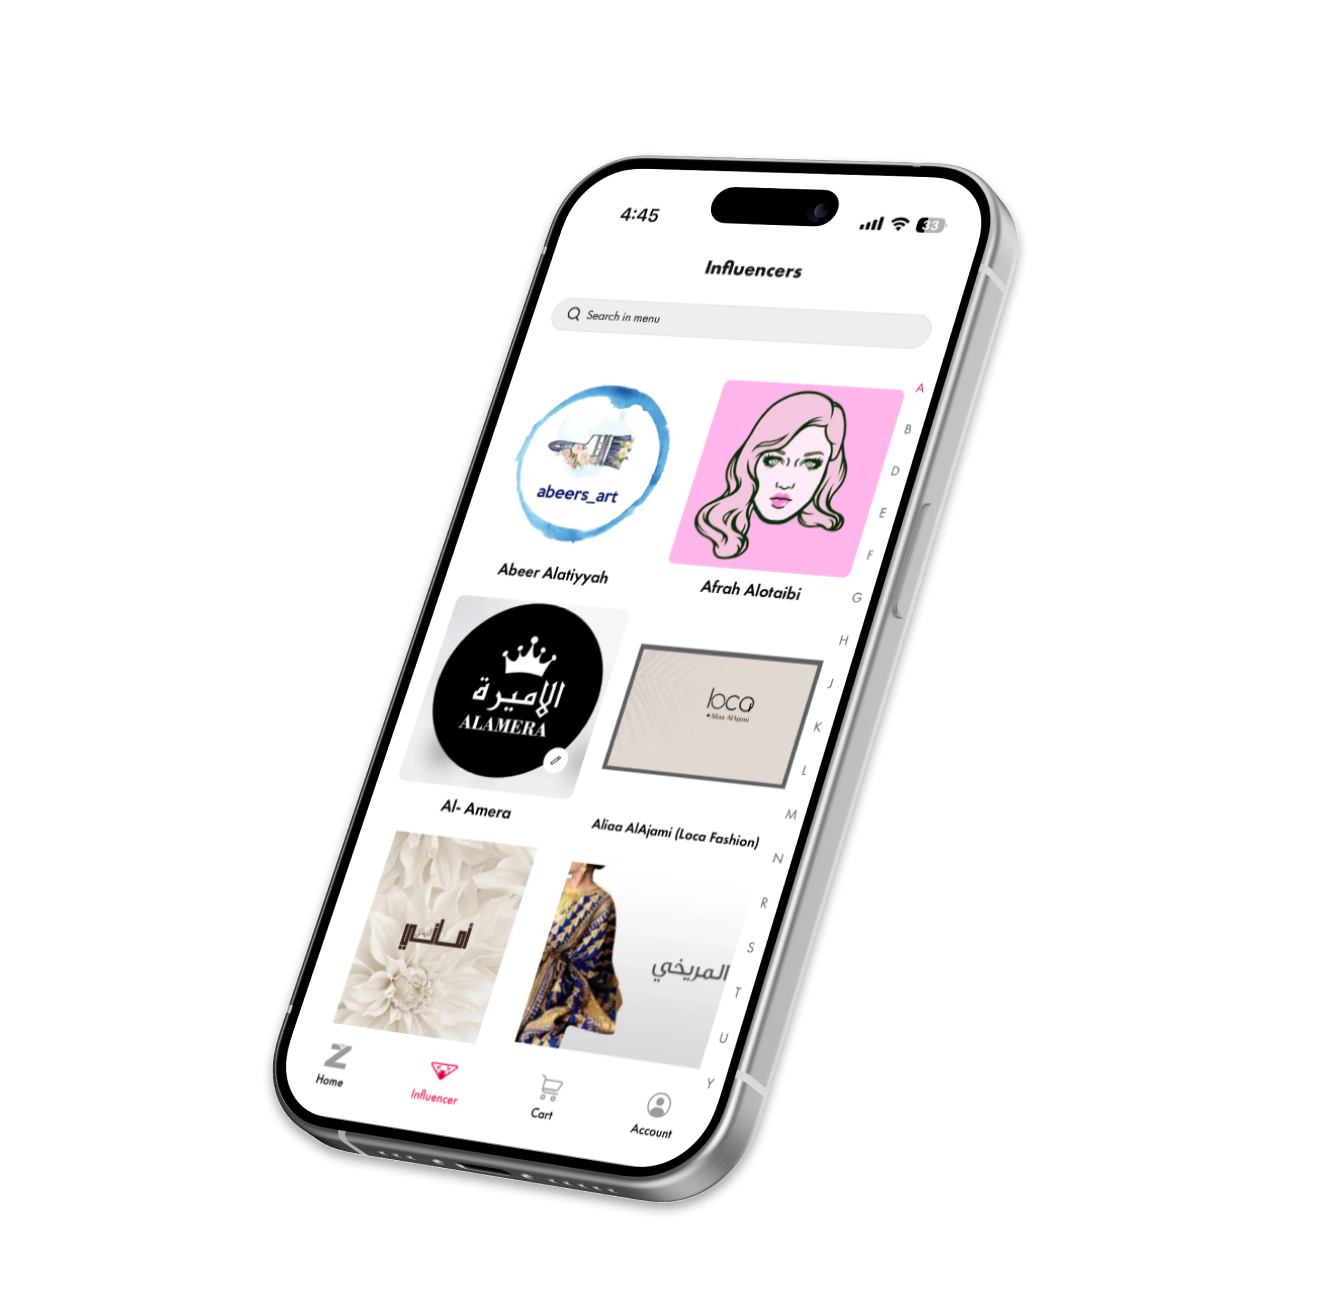 4:45
33
Influencers
Search in menu
A
B
D
E
F
G
H
J
K
L
M
N
R
S
T
U
Y
abeers_art
Abeer Alatiyyah
Afrah Alotaibi
الاميرة
ALAMERA
Al- Amera
loca
Aliaa AlAjami
Aliaa AlAjami (Loca Fashion)
أماني
المريخي
Z
Home
Influencer
Cart
Account